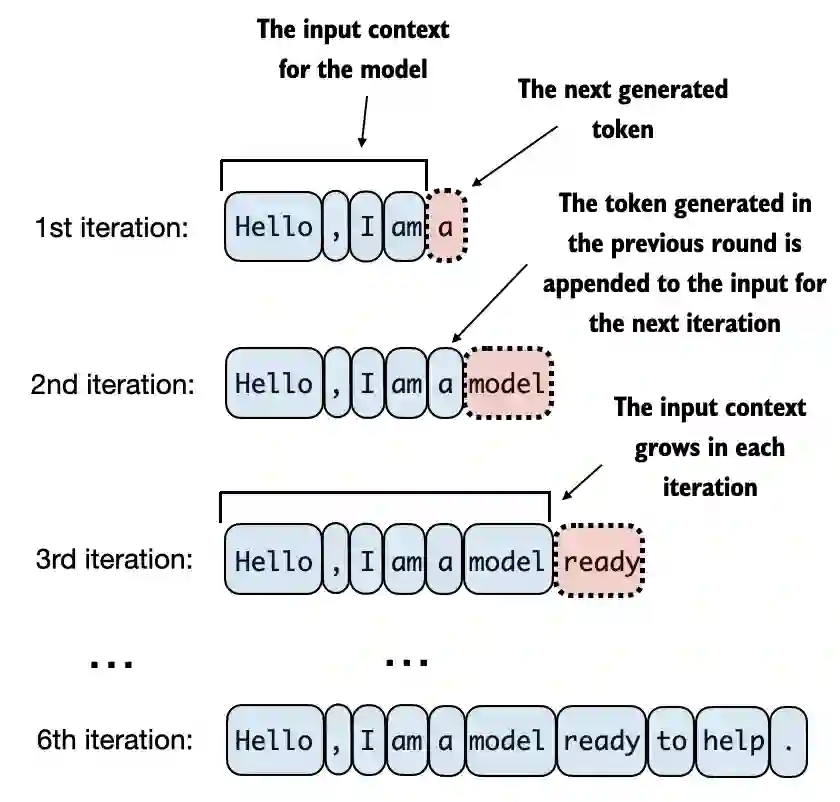 The input context
for the model
The next generated
token
1st iteration: Hello , I am a
The token generated in
the previous round is
appended to the input for
the next iteration
2nd iteration: Hello , I am a model
The input context
grows in each
iteration
3rd iteration: Hello , I am a model ready
... ...
6th iteration: Hello , I am a model ready to help .